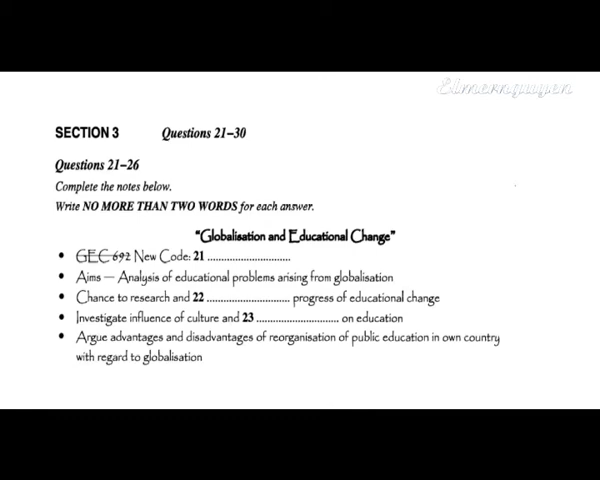 Elmernguyen
SECTION 3 Questions 21–30
Questions 21–26
Complete the notes below.
Write NO MORE THAN TWO WORDS for each answer.
"Globalisation and Educational Change"
• GEC 692 New Code: 21 .............................
• Aims — Analysis of educational problems arising from globalisation
• Chance to research and 22 ............................. progress of educational change
• Investigate influence of culture and 23 ............................. on education
• Argue advantages and disadvantages of reorganisation of public education in own country
with regard to globalisation